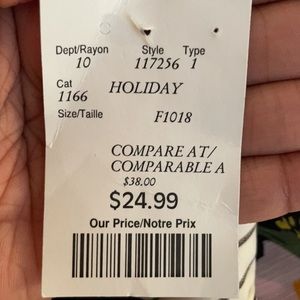 Dept/Rayon Style Type
10 117256 1
Cat
1166 HOLIDAY
Size/Taille F1018
COMPARE AT/
COMPARABLE A
$38.00
$24.99
Our Price/Notre Prix